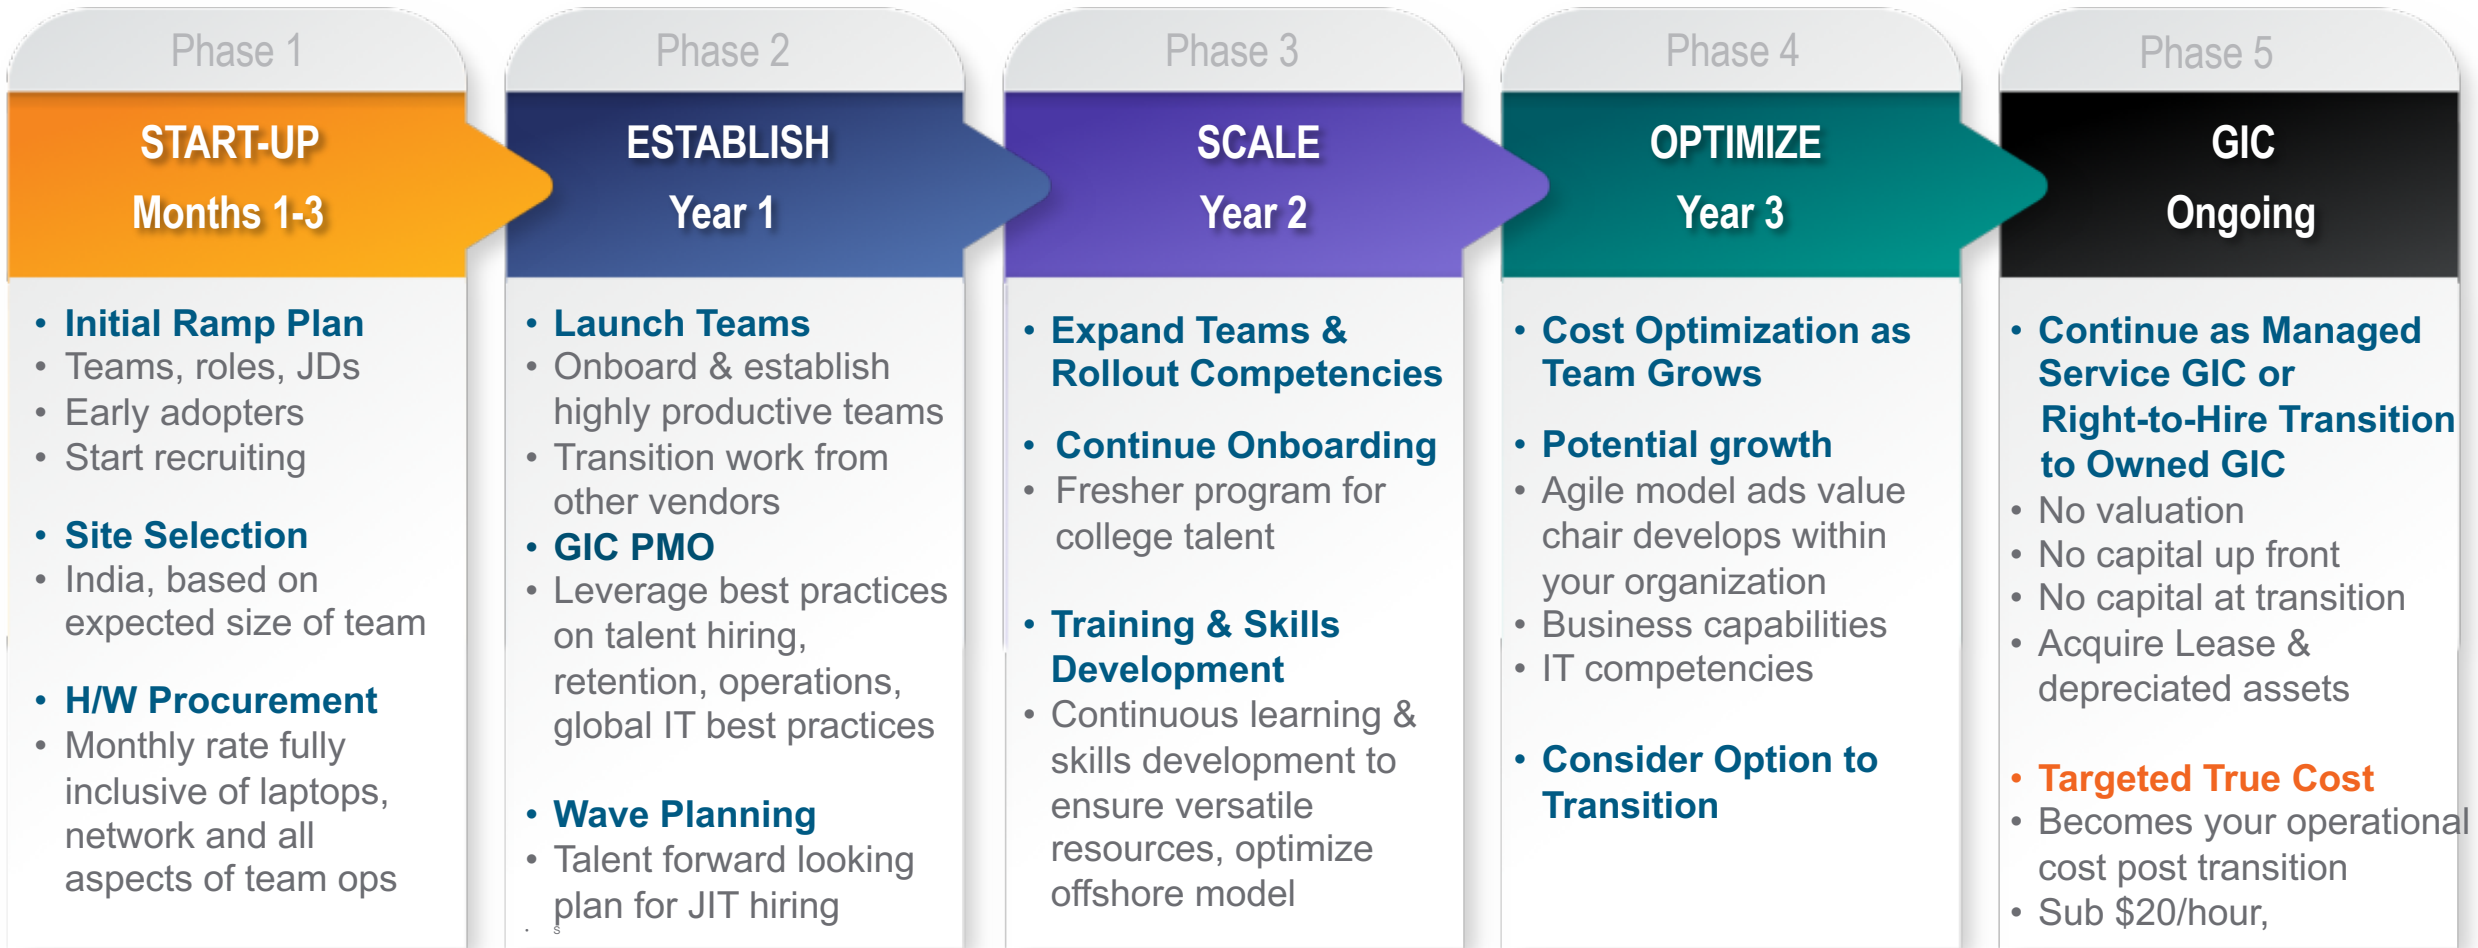 Phase 1
START-UP
Months 1-3
• Initial Ramp Plan
• Teams, roles, JDs
• Early adopters
• Start recruiting
• Site Selection
• India, based on
expected size of team
• H/W Procurement
• Monthly rate fully
inclusive of laptops,
network and all
aspects of team ops
Phase 2
ESTABLISH
Year 1
• Launch Teams
• Onboard & establish
highly productive teams
• Transition work from
other vendors
• GIC PMO
• Leverage best practices
on talent hiring,
retention, operations,
global IT best practices
• Wave Planning
• Talent forward looking
plan for JIT hiring
• s
Phase 3
SCALE
Year 2
• Expand Teams &
Rollout Competencies
• Continue Onboarding
• Fresher program for
college talent
• Training & Skills
Development
• Continuous learning &
skills development to
ensure versatile
resources, optimize
offshore model
Phase 4
OPTIMIZE
Year 3
• Cost Optimization as
Team Grows
• Potential growth
• Agile model ads value
chair develops within
your organization
• Business capabilities
• IT competencies
• Consider Option to
Transition
Phase 5
GIC
Ongoing
• Continue as Managed
Service GIC or
Right-to-Hire Transition
to Owned GIC
• No valuation
• No capital up front
• No capital at transition
• Acquire Lease &
depreciated assets
• Targeted True Cost
• Becomes your operational
cost post transition
• Sub $20/hour,